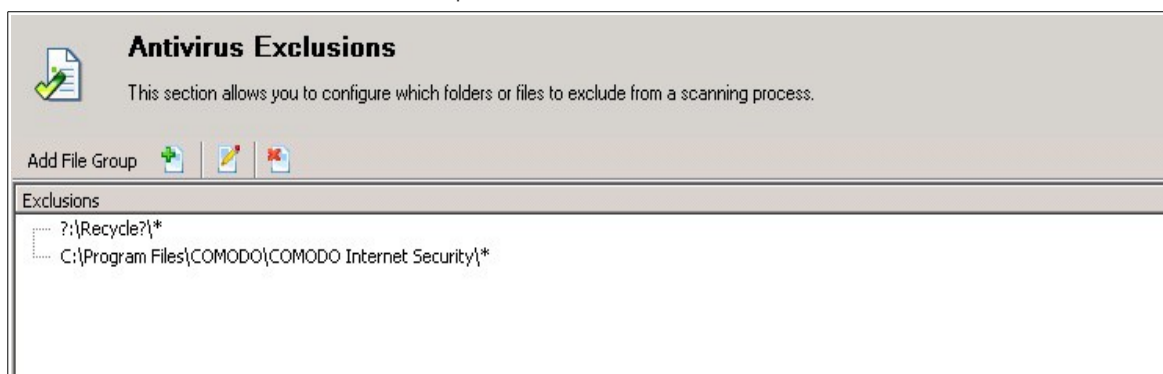 Antivirus Exclusions
This section allows you to configure which folders or files to exclude from a scanning process.
Add File Group
Exclusions
?:\Recycle?\*
C:\Program Files\COMODO\COMODO Internet Security\*